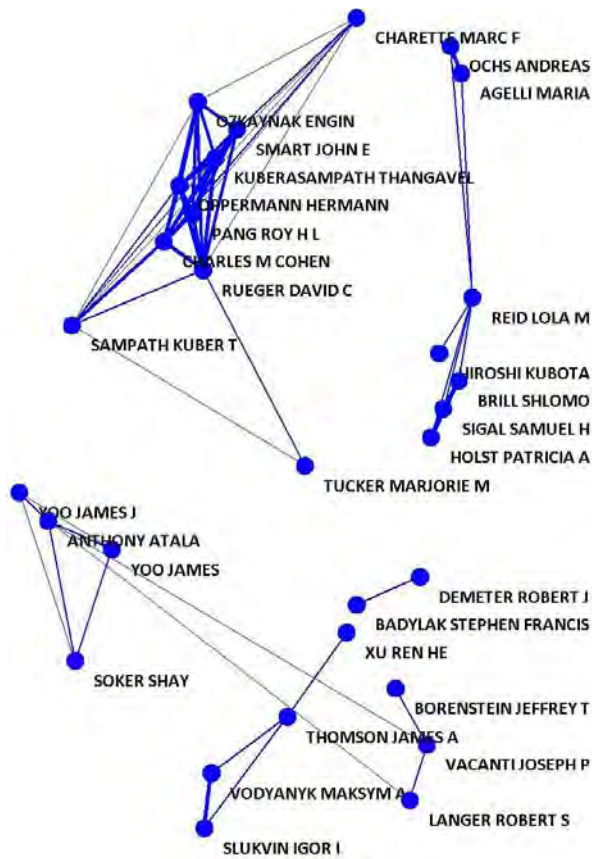 CHARETTE MARC F
OCHS ANDREAS
AGELLI MARIA
OZKAYNAK ENGIN
SMART JOHN E
KUBERASAMPATH THANGAVEL
OPPERMANN HERMANN
PANG ROY H L
CHARLES M COHEN
RUEGER DAVID C
REID LOLA M
SAMPATH KUBER T
HIROSHI KUBOTA
BRILL SHLOMO
SIGAL SAMUEL H
HOLST PATRICIA A
TUCKER MARJORIE M
YOO JAMES J
ANTHONY ATALA
YOO JAMES
SOKER SHAY
DEMETER ROBERT J
BADYLAK STEPHEN FRANCIS
XU REN HE
BORENSTEIN JEFFREY T
THOMSON JAMES A
VACANTI JOSEPH P
VODYANYK MAKSYM A
LANGER ROBERT S
SLUKVIN IGOR I